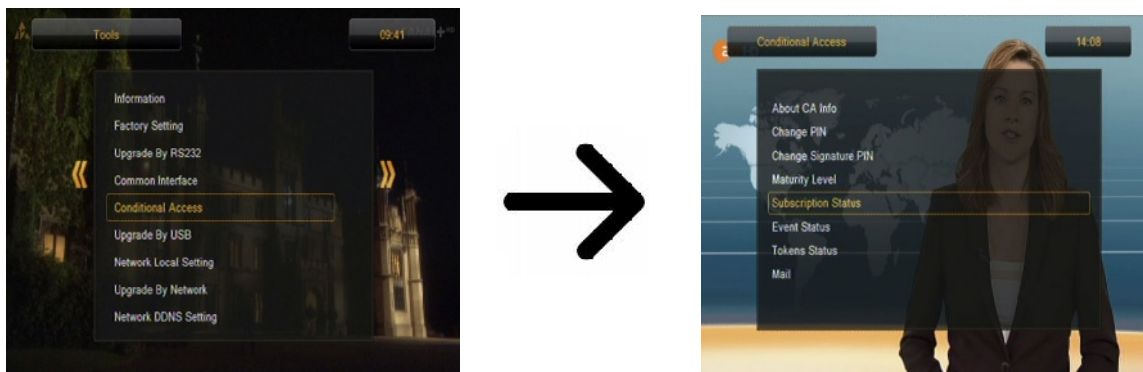 Tools
09:41
Information
Factory Setting
Upgrade By RS232
Common Interface
Conditional Access
Upgrade By USB
Network Local Setting
Upgrade By Network
Network DDNS Setting
Conditional Access
14:08
About CA Info
Change PIN
Change Signature PIN
Maturity Level
Subscription Status
Event Status
Tokens Status
Mail